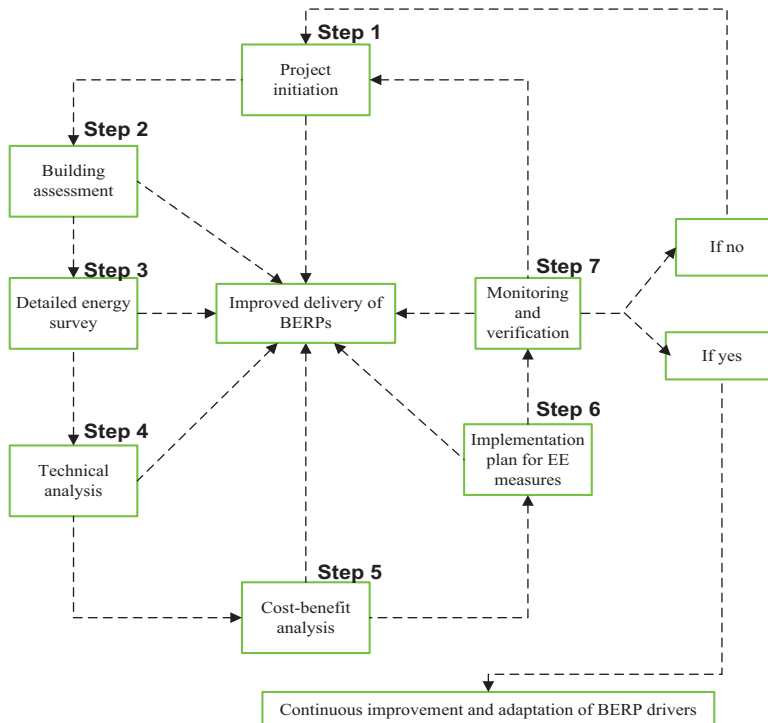 Step 1
Project
initiation
Step 2
Building
assessment
Step 3
Detailed energy
survey
Improved delivery of
BERPs
Step 7
Monitoring
and
verification
If no
If yes
Step 4
Technical
analysis
Step 6
Implementation
plan for EE
measures
Step 5
Cost-benefit
analysis
Continuous improvement and adaptation of BERP drivers